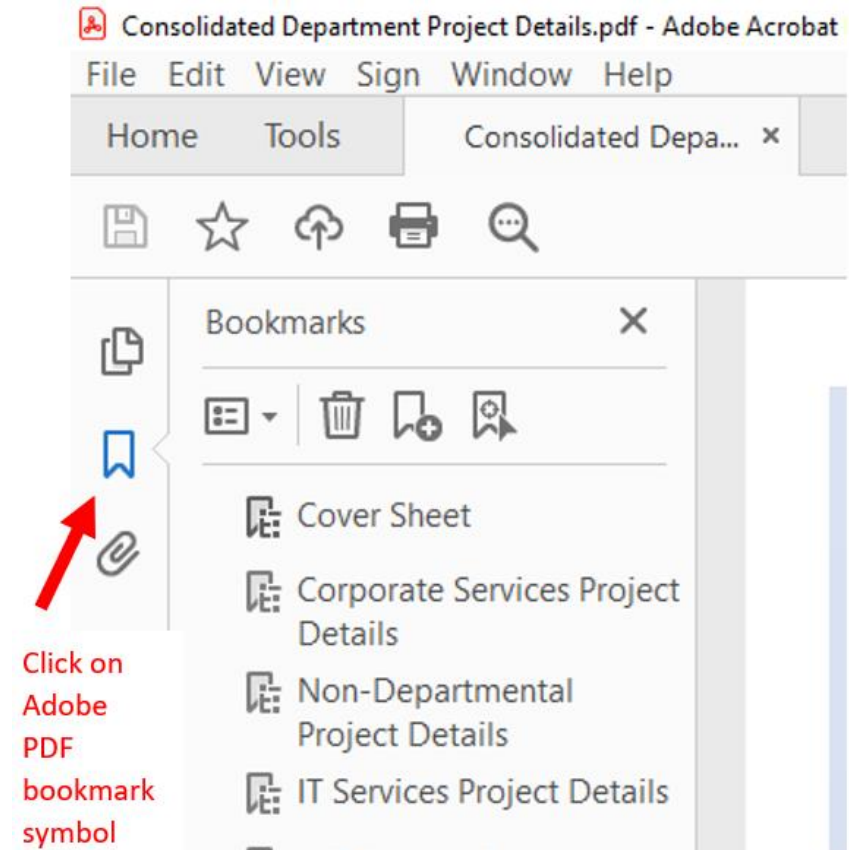 Consolidated Department Project Details.pdf - Adobe Acrobat
File Edit View Sign Window Help
Home Tools Consolidated Depa... ×
Bookmarks
Cover Sheet
Corporate Services Project
Details
Non-Departmental
Project Details
IT Services Project Details
Click on
Adobe
PDF
bookmark
symbol